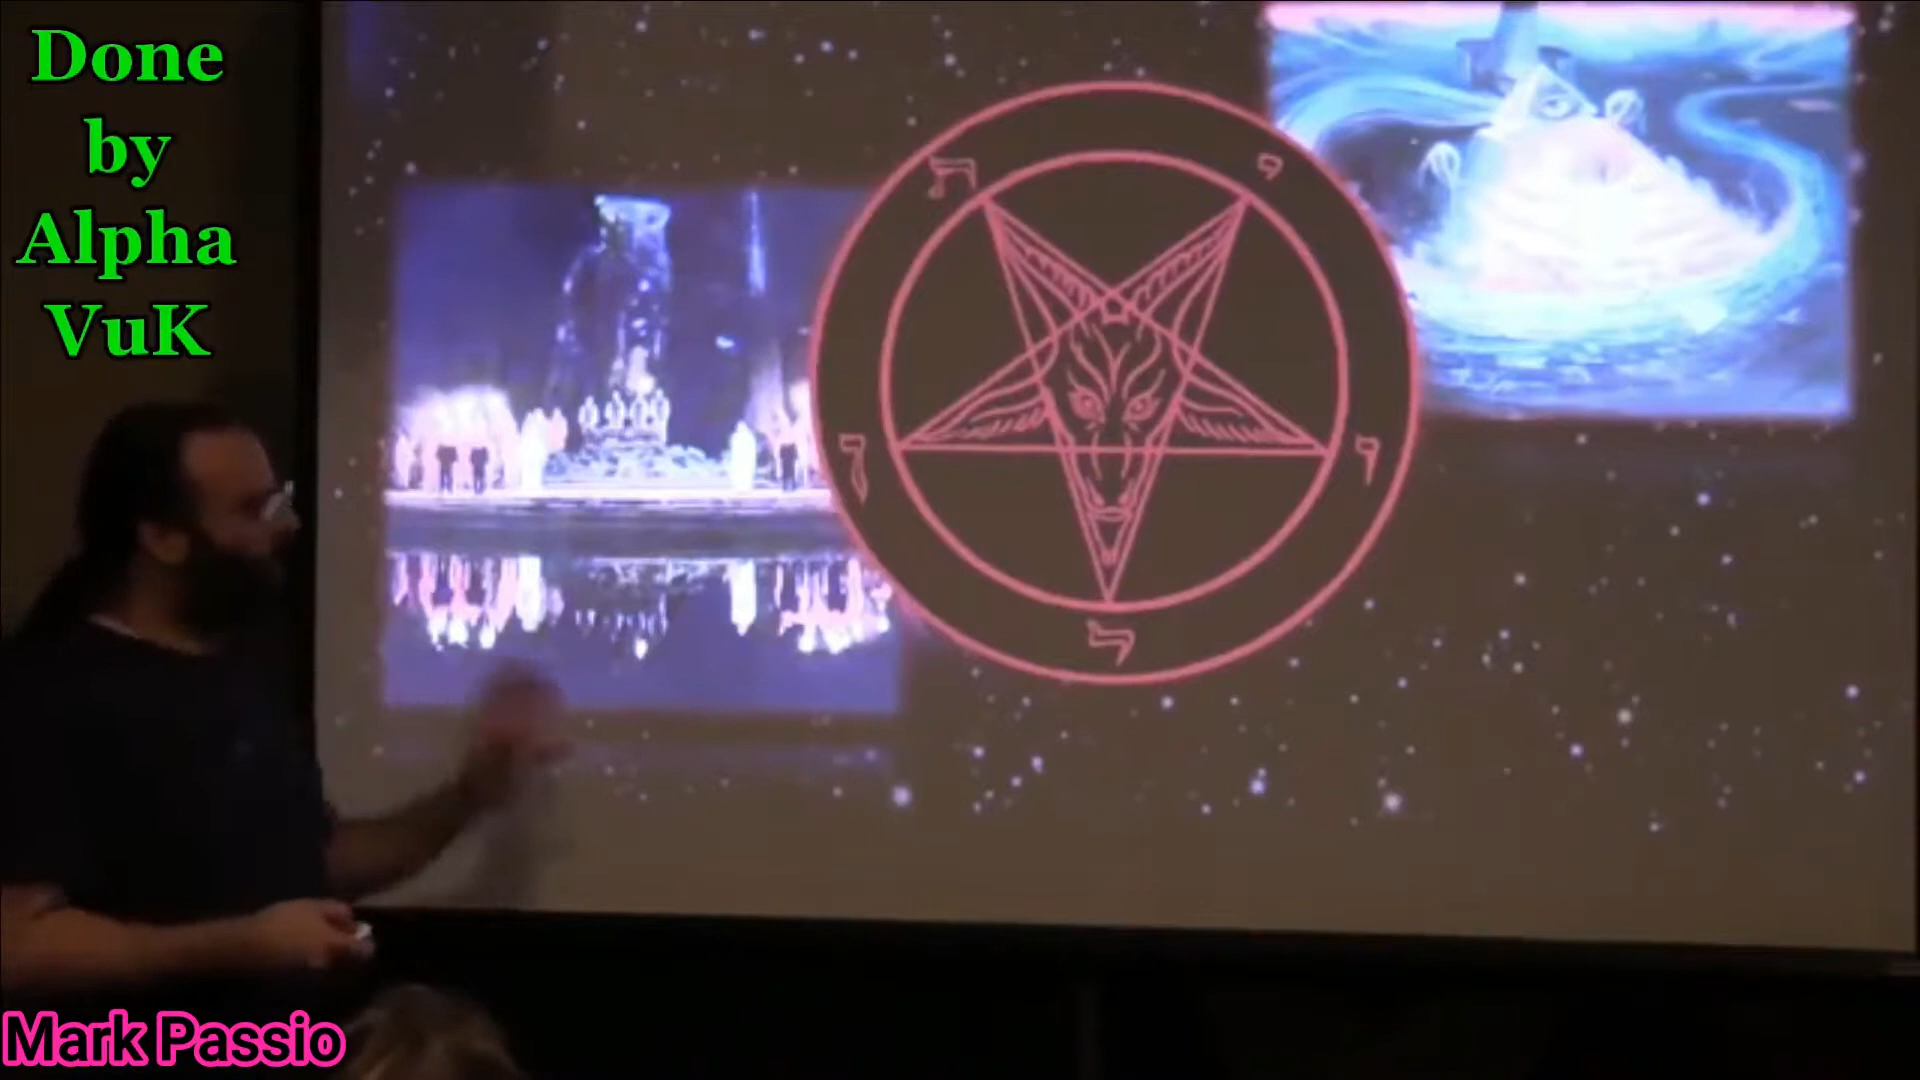 Done
by
Alpha
VuK
ת
י
ן
ו
ל
Mark Passio